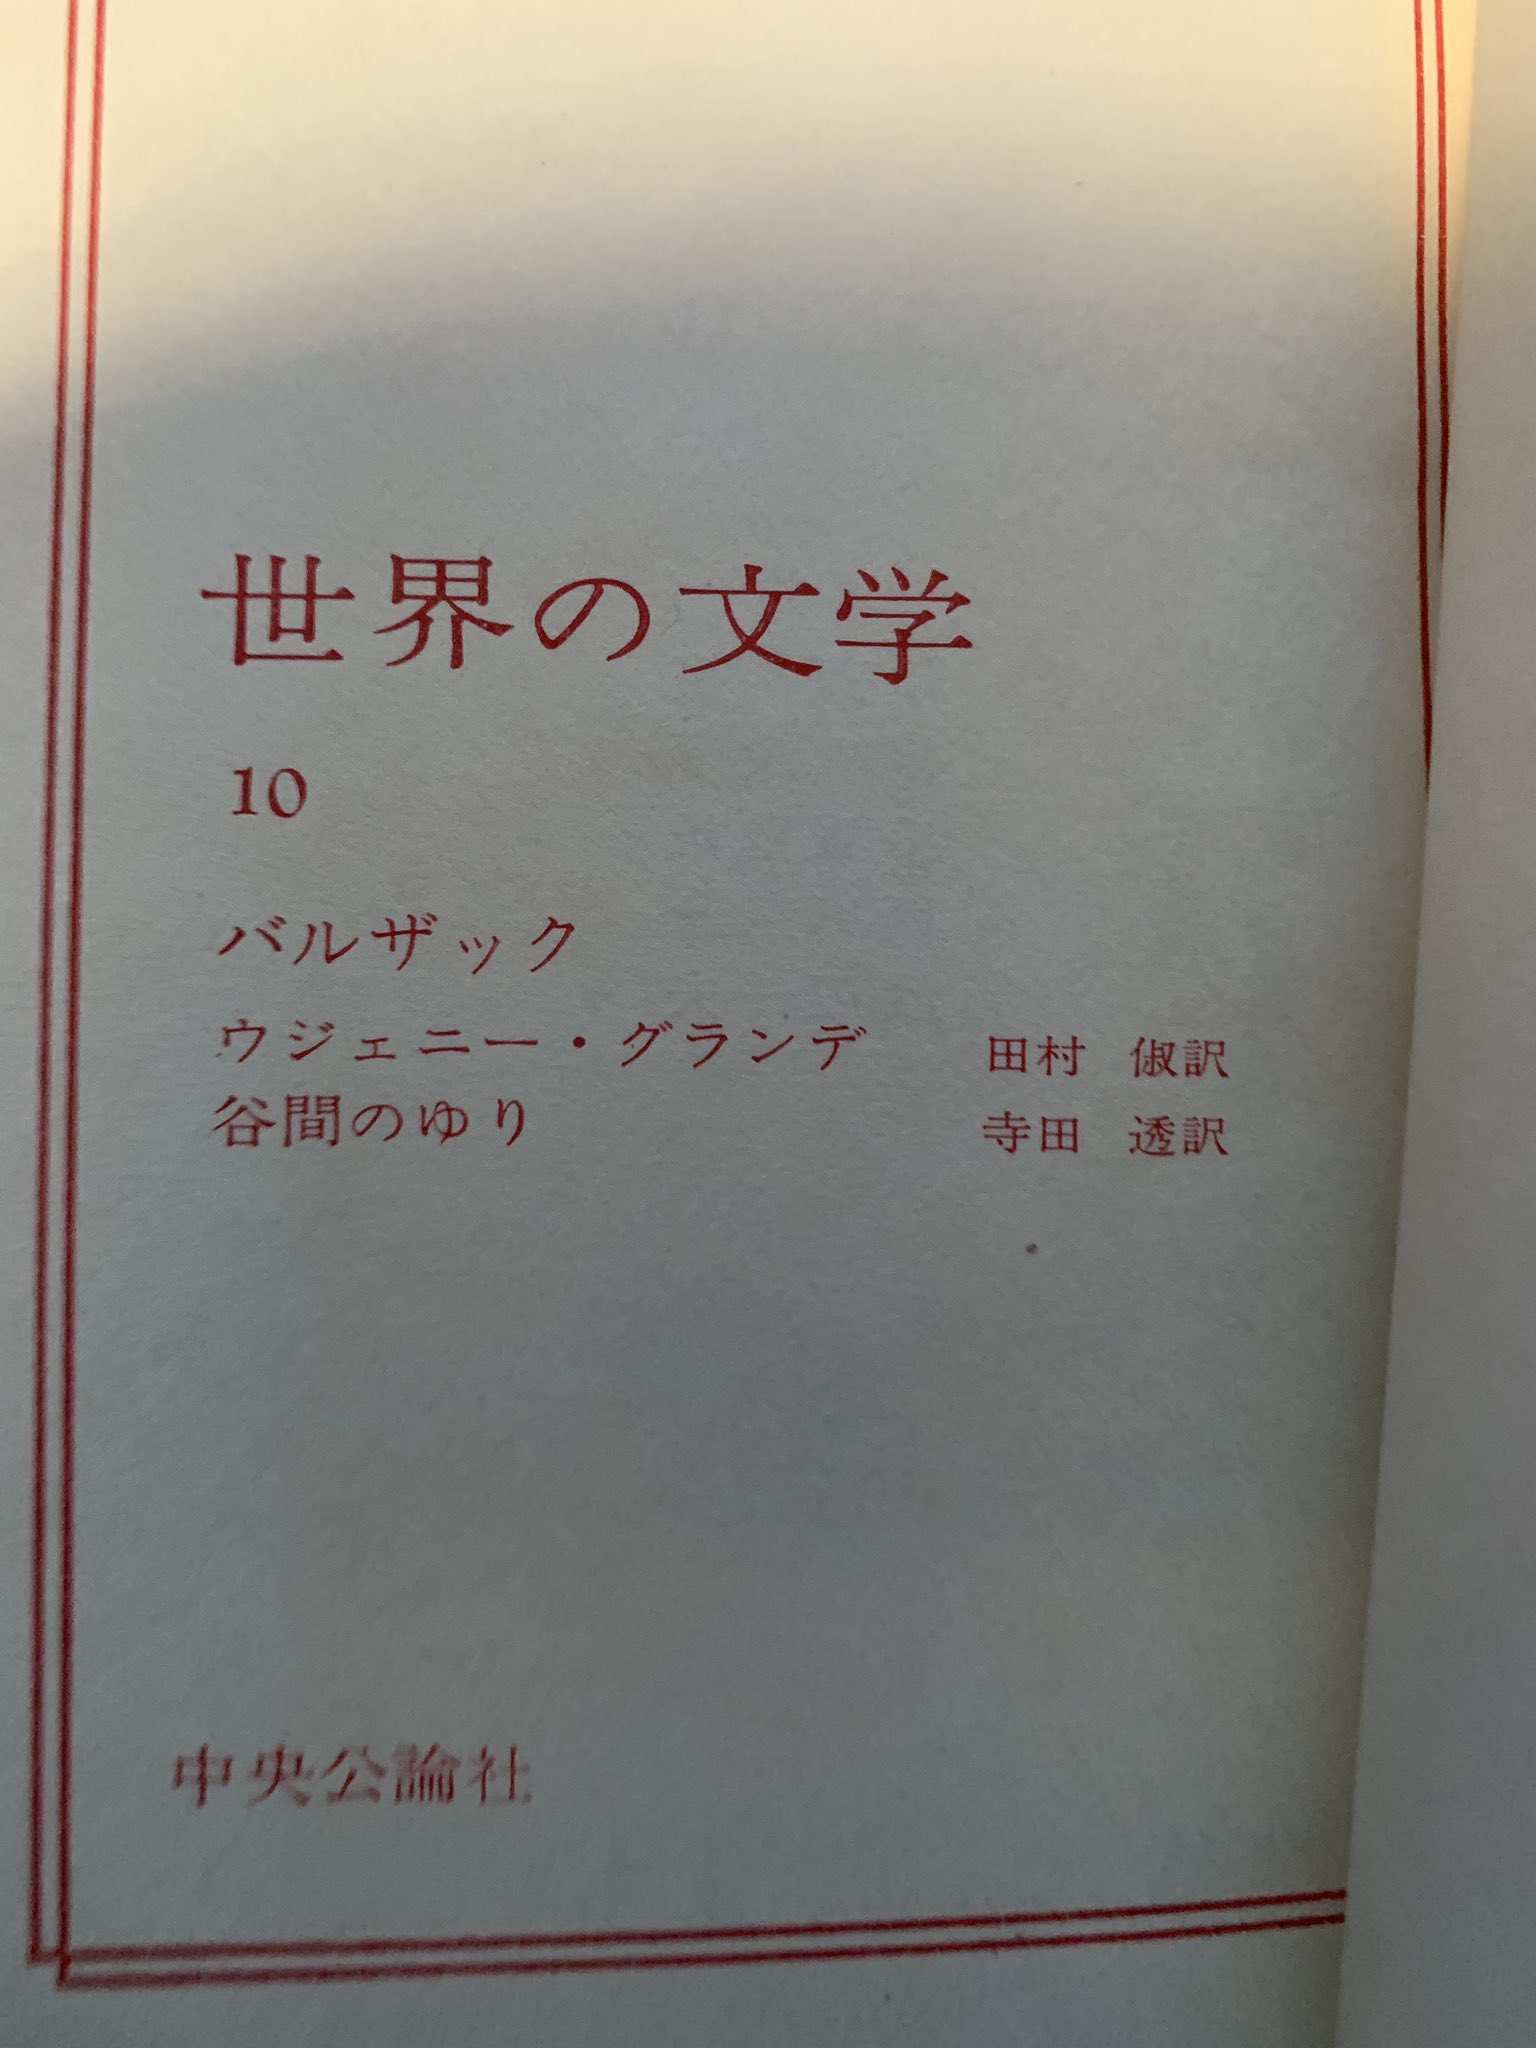 世界の文学
10
バルザック
ウジェニー・グランデ 田村 俶訳
谷間のゆり 寺田 透訳
中央公論社